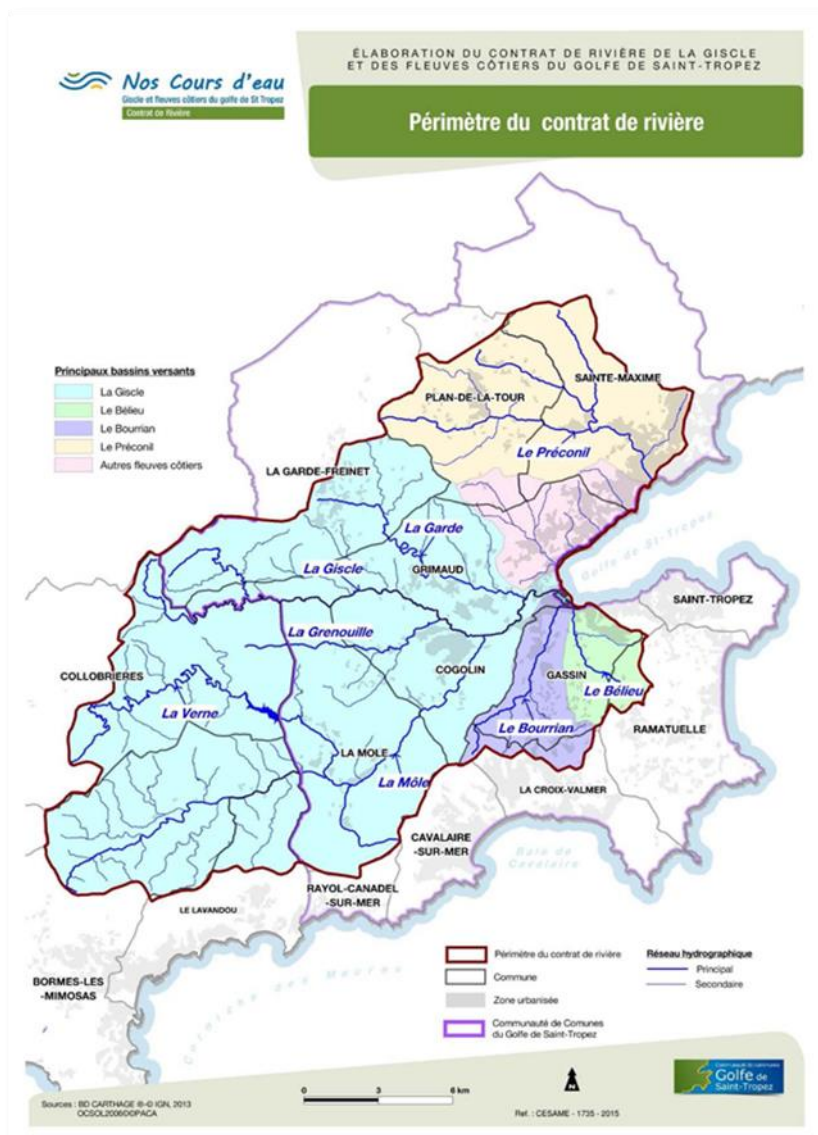 ÉLABORATION DU CONTRAT DE RIVIÈRE DE LA GISCLE
ET DES FLEUVES CÔTIERS DU GOLFE DE SAINT-TROPEZ
Nos Cours d'eau
Giscle et fleuves côtiers du golfe de St Tropez
Contrat de Rivière
Périmètre du contrat de rivière
Principaux bassins versants
La Giscle
Le Bélieu
Le Bourrian
Le Préconil
Autres fleuves côtiers
SAINTE-MAXIME
PLAN-DE-LA-TOUR
Le Préconil
LA GARDE-FREINET
La Garde
Golfe de St-Tropez
La Giscle
GRIMAUD
SAINT-TROPEZ
La Grenouille
COGOLIN
COLLOBRIERES
GASSIN
Le Bélieu
La Verne
Le Bourrian
RAMATUELLE
LA MOLE
La Môle
LA CROIX-VALMER
CAVALAIRE
-SUR-MER
Baie de
Cavalaire
RAYOL-CANADEL
-SUR-MER
LE LAVANDOU
BORMES-LES
-MIMOSAS
Corniche des Maures
Périmètre du contrat de rivière
Commune
Zone urbanisée
Communauté de Comunes
du Golfe de Saint-Tropez
Réseau hydrographique
Principal
Secondaire
0 3 6 km
N
Communauté de communes
Golfe de
Saint-Tropez
Sources : BD CARTHAGE ®-© IGN, 2013
OCSOL2006©©PACA
Ref. : CESAME - 1735 - 2015